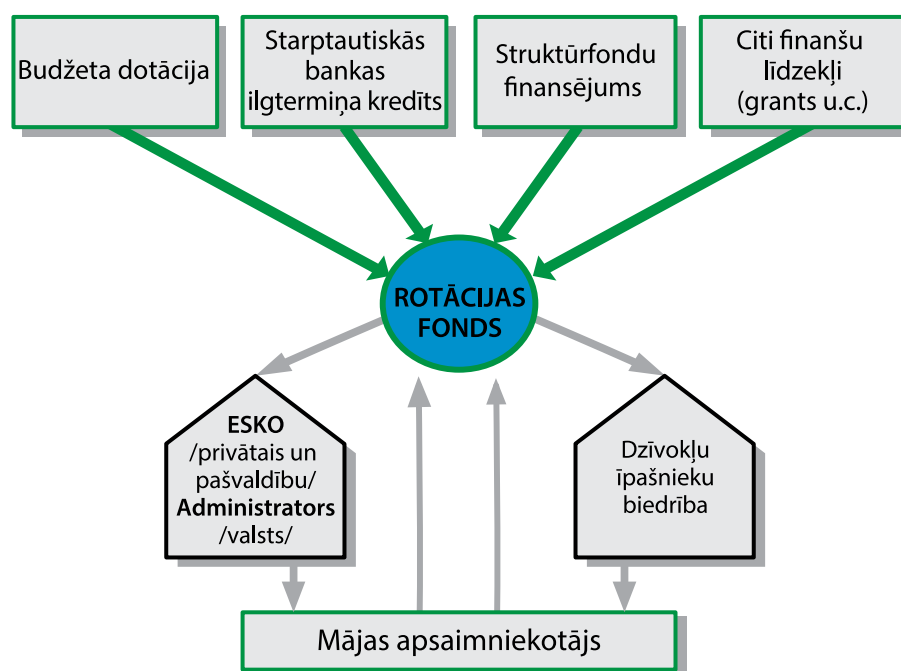 Budžeta dotācija
Starptautiskās
bankas
ilgtermiņa kredīts
Struktūrfondu
finansējums
Citi finanšu
līdzekļi
(grants u.c.)
ROTĀCIJAS
FONDS
ESKO
/privātais un
pašvaldību/
Administrators
/valsts/
Dzīvokļu
īpašnieku
biedrība
Mājas apsaimniekotājs